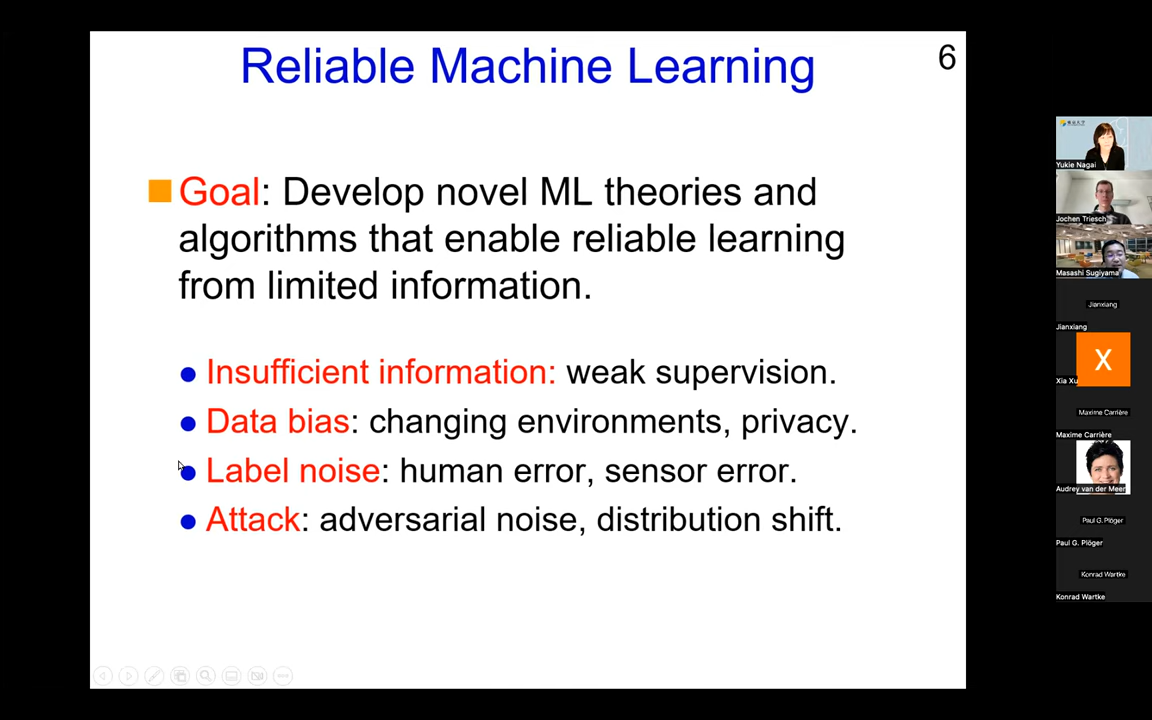 Reliable Machine Learning
6
Goal: Develop novel ML theories and
algorithms that enable reliable learning
from limited information.
Insufficient information: weak supervision.
Data bias: changing environments, privacy.
Label noise: human error, sensor error.
Attack: adversarial noise, distribution shift.
Yukie Nagai
Jochen Triesch
Masashi Sugiyama
Jianxiang
Jianxiang
X
Xia Xu
Maxime Carrière
Maxime Carrière
Audrey van der Meer
Paul G. Plöger
Paul G. Plöger
Konrad Wartke
Konrad Wartke